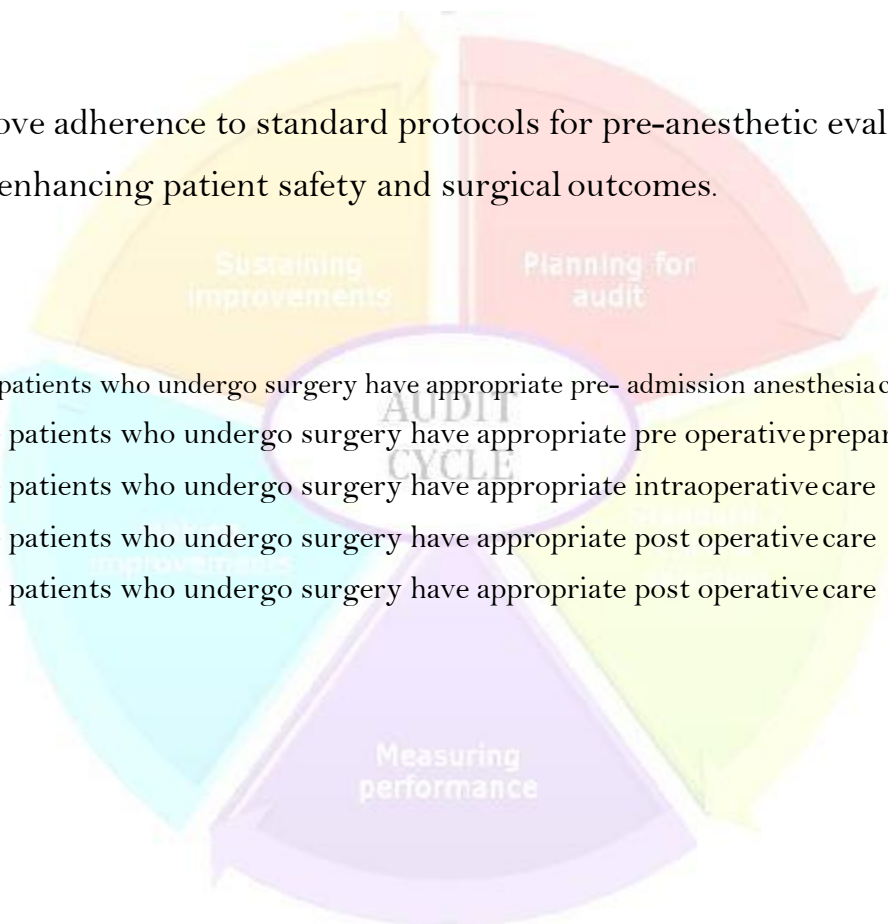 ove adherence to standard protocols for pre-anesthetic eval
enhancing patient safety and surgical outcomes.
Sustaining
improvements
Planning for
audit
patients who undergo surgery have appropriate pre- admission anesthesia c
AUDIT
CYCLE
patients who undergo surgery have appropriate pre operative prepar
patients who undergo surgery have appropriate intraoperative care
patients who undergo surgery have appropriate post operative care
improvements
patients who undergo surgery have appropriate post operative care
Measuring
performance